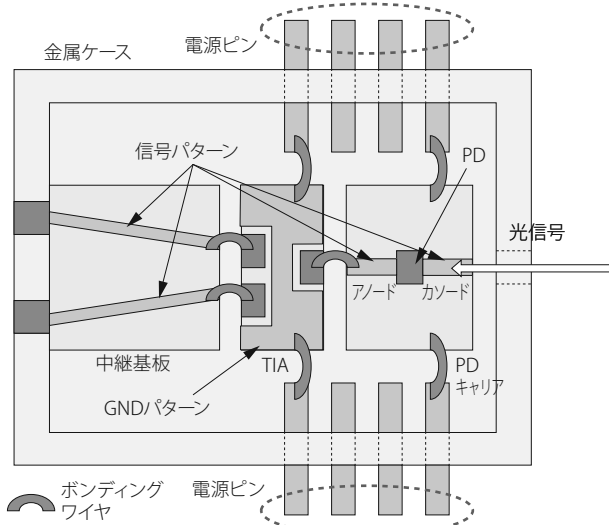 電源ピン
金属ケース
信号パターン
PD
光信号
アノード
カソード
中継基板
TIA
PD
キャリア
GNDパターン
ボンディング
ワイヤ
電源ピン